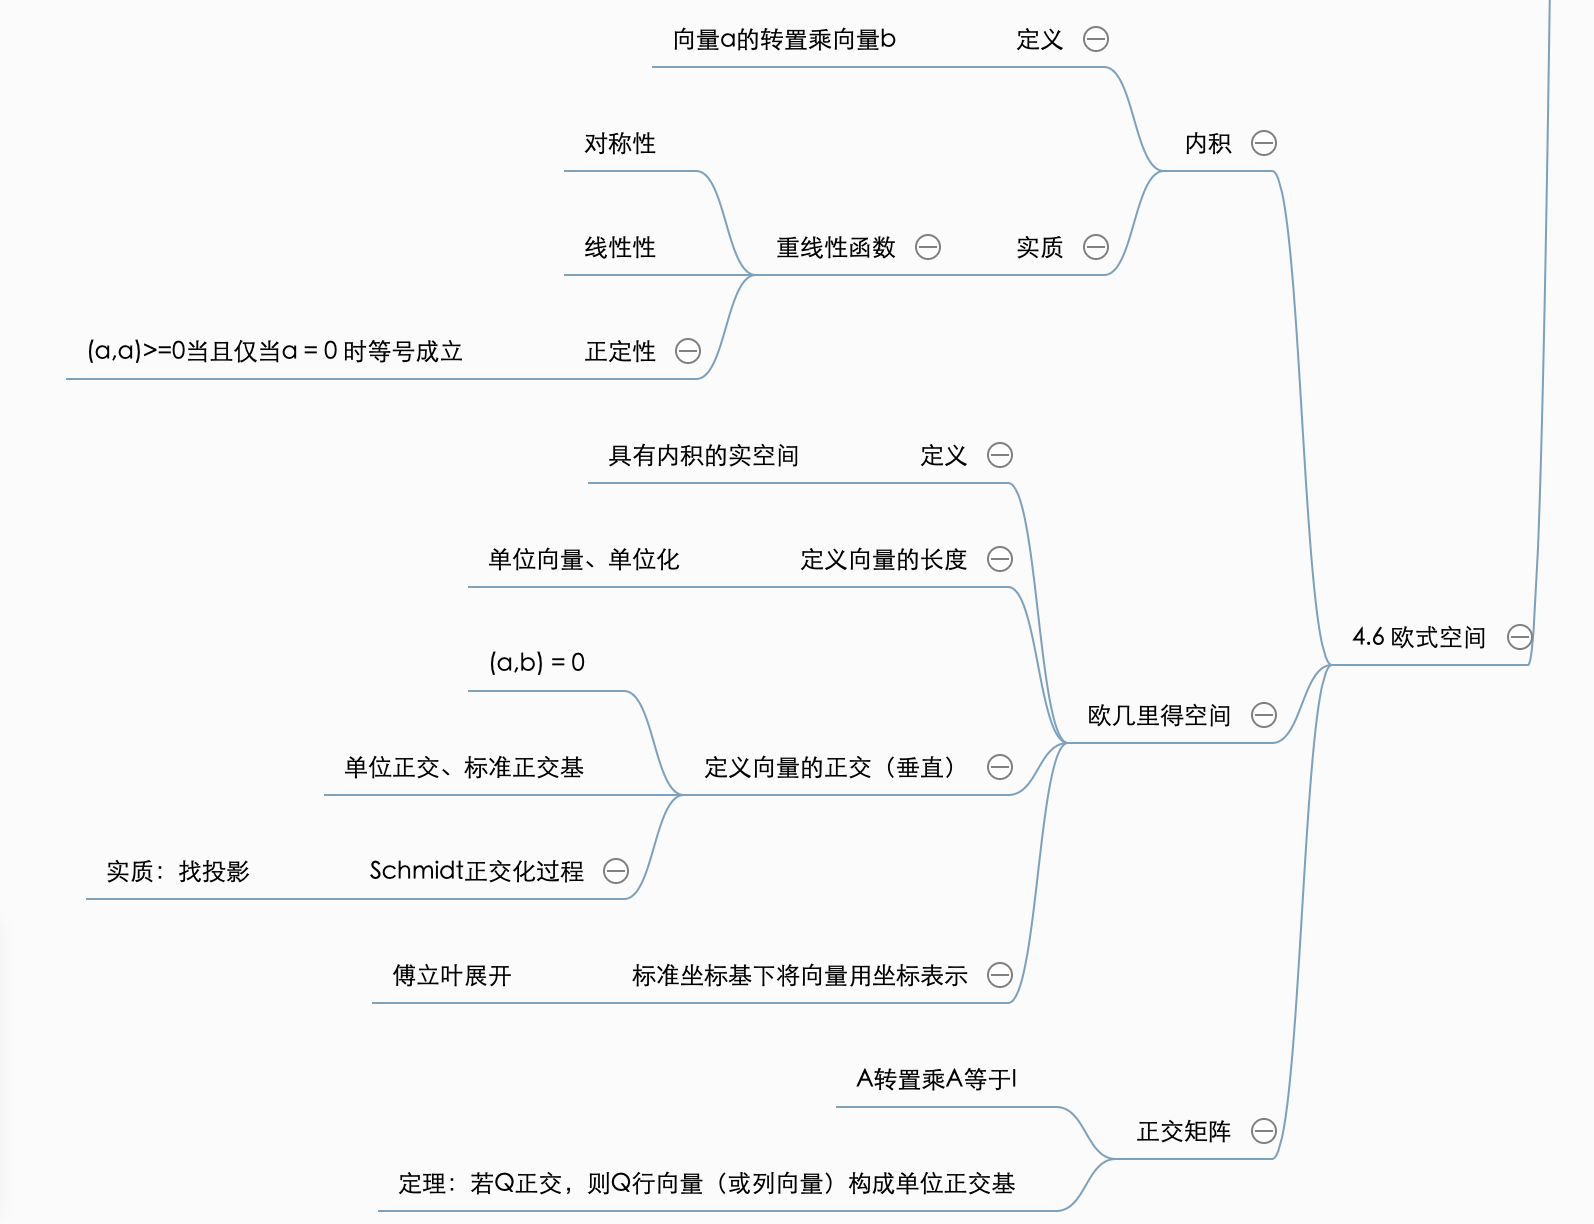 向量a的转置乘向量b
定义
对称性
内积
线性性
重线性函数
实质
(a,a)>=0当且仅当a = 0 时等号成立
正定性
具有内积的实空间
定义
单位向量、单位化
定义向量的长度
4.6 欧式空间
(a,b) = 0
欧几里得空间
单位正交、标准正交基
定义向量的正交（垂直）
实质：找投影
Schmidt正交化过程
傅立叶展开
标准坐标基下将向量用坐标表示
A转置乘A等于I
正交矩阵
定理：若Q正交，则Q行向量（或列向量）构成单位正交基